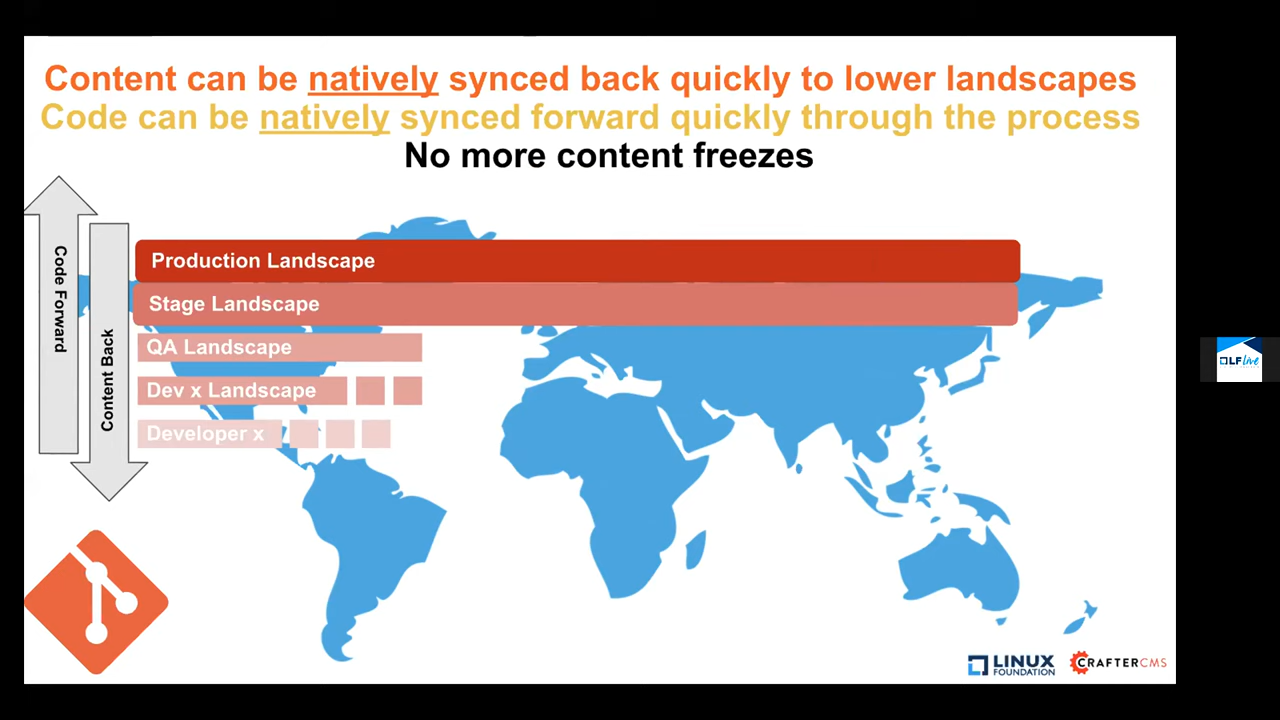 Content can be natively synced back quickly to lower landscapes
Code can be natively synced forward quickly through the process
No more content freezes
Code Forward
Content Back
Production Landscape
Stage Landscape
QA Landscape
Dev x Landscape
Developer x
LF Live
LINUX
FOUNDATION
CRAFTERCMS